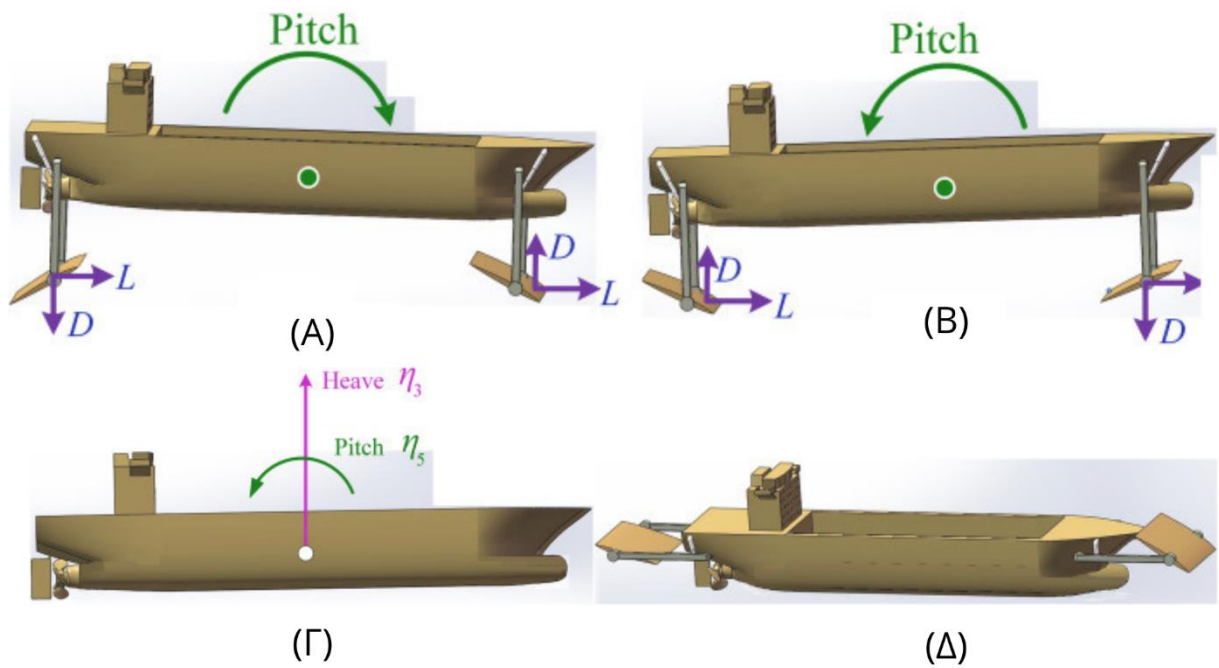 Pitch
L
D
D
L
(Α)
Pitch
D
L
D
(Β)
Heave η₃
Pitch η₅
(Γ)
(Δ)